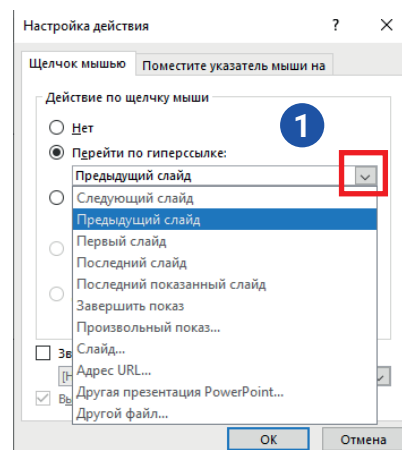 Настройка действия ? ×
Щелчок мышью Поместите указатель мыши на
Действие по щелчку мыши
Нет
1
Перейти по гиперссылке:
Предыдущий слайд
Следующий слайд
Предыдущий слайд
Первый слайд
Последний слайд
Последний показанный слайд
Завершить показ
Произвольный показ...
Слайд...
Зв
Адрес URL...
[Н
Другая презентация PowerPoint...
Вы
Другой файл...
ОК Отмена